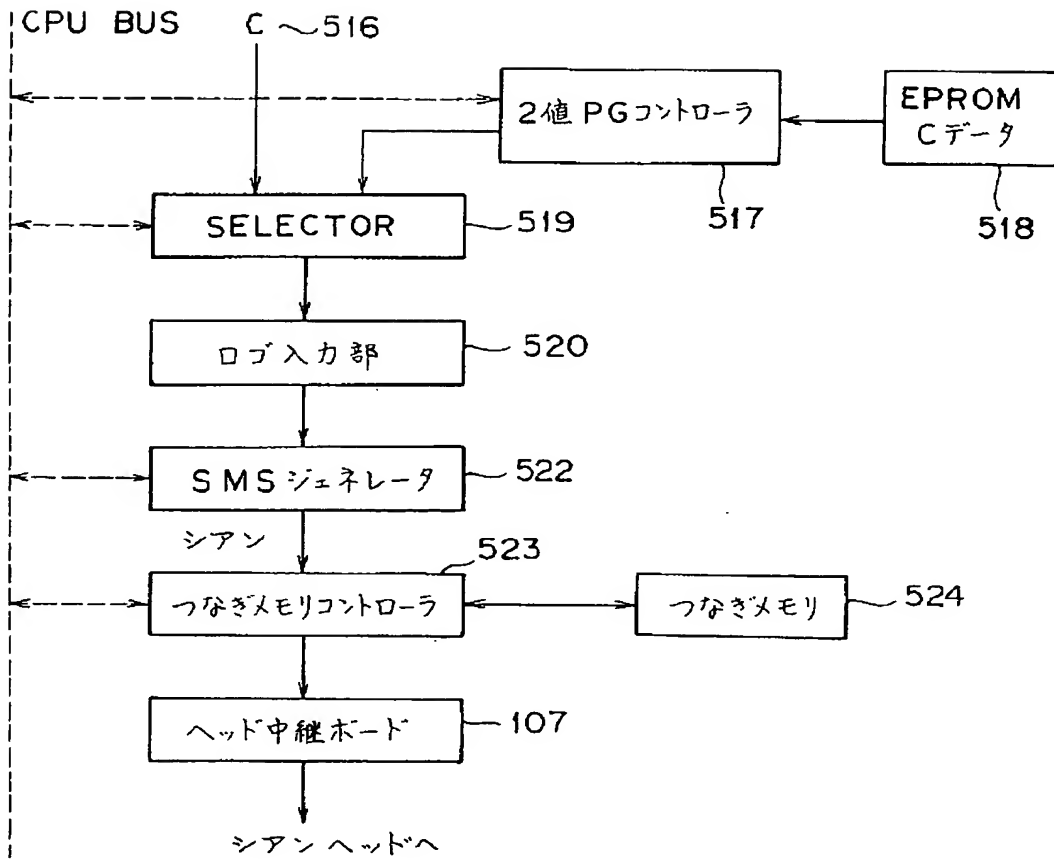 CPU BUS
C 〜516
2値PGコントローラ
517
EPROM
Cデータ
518
SELECTOR
519
ロゴ入力部
520
SMSジェネレータ
522
シアン
523
つなぎメモリコントローラ
つなぎメモリ
524
ヘッド中継ボード
107
シアンヘッドへ